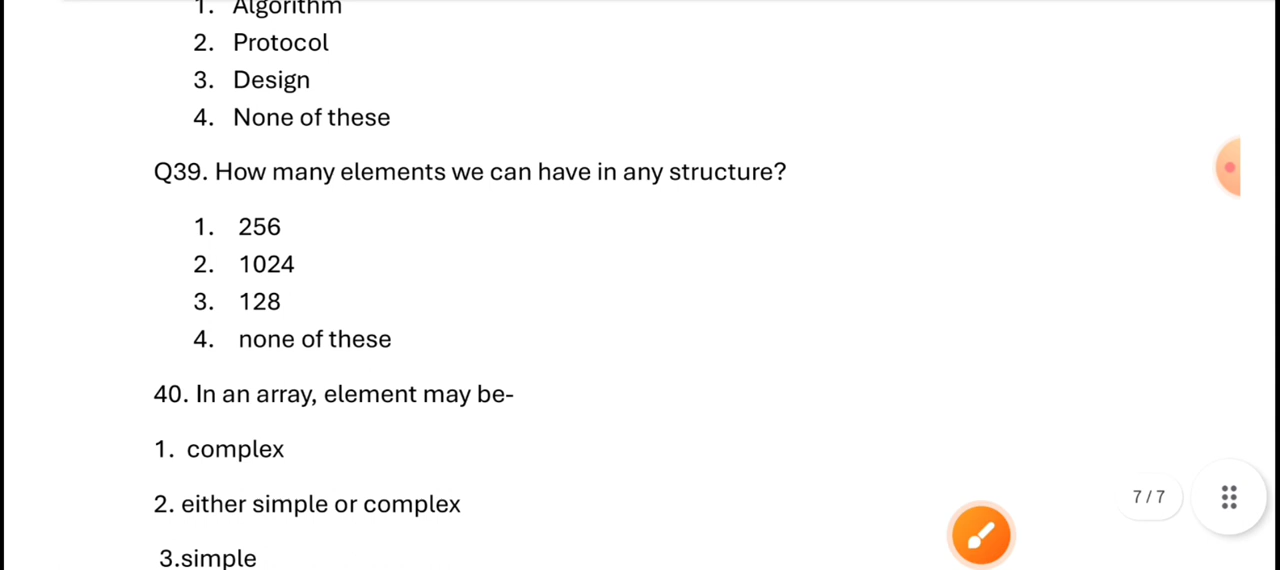 1. Algorithm
2. Protocol
3. Design
4. None of these
Q39. How many elements we can have in any structure?
1. 256
2. 1024
3. 128
4. none of these
40. In an array, element may be-
1. complex
2. either simple or complex
7 / 7
3.simple